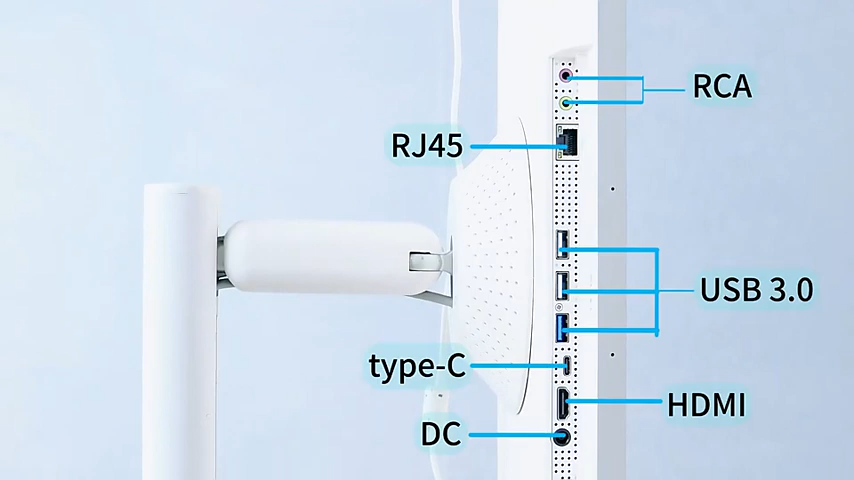 RCA
RJ45
USB 3.0
type-C
HDMI
DC